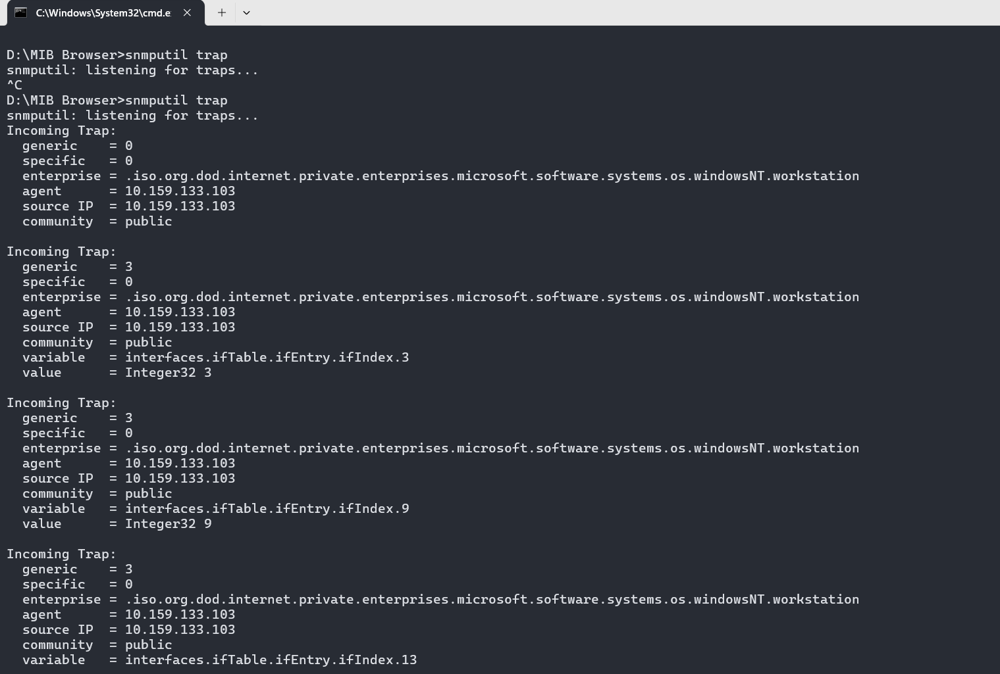 C:\Windows\System32\cmd.e
D:\MIB Browser>snmputil trap
snmputil: listening for traps...
^C
D:\MIB Browser>snmputil trap
snmputil: listening for traps...
Incoming Trap:
  generic    = 0
  specific   = 0
  enterprise = .iso.org.dod.internet.private.enterprises.microsoft.software.systems.os.windowsNT.workstation
  agent      = 10.159.133.103
  source IP  = 10.159.133.103
  community  = public
Incoming Trap:
  generic    = 3
  specific   = 0
  enterprise = .iso.org.dod.internet.private.enterprises.microsoft.software.systems.os.windowsNT.workstation
  agent      = 10.159.133.103
  source IP  = 10.159.133.103
  community  = public
  variable   = interfaces.ifTable.ifEntry.ifIndex.3
  value      = Integer32 3
Incoming Trap:
  generic    = 3
  specific   = 0
  enterprise = .iso.org.dod.internet.private.enterprises.microsoft.software.systems.os.windowsNT.workstation
  agent      = 10.159.133.103
  source IP  = 10.159.133.103
  community  = public
  variable   = interfaces.ifTable.ifEntry.ifIndex.9
  value      = Integer32 9
Incoming Trap:
  generic    = 3
  specific   = 0
  enterprise = .iso.org.dod.internet.private.enterprises.microsoft.software.systems.os.windowsNT.workstation
  agent      = 10.159.133.103
  source IP  = 10.159.133.103
  community  = public
  variable   = interfaces.ifTable.ifEntry.ifIndex.13